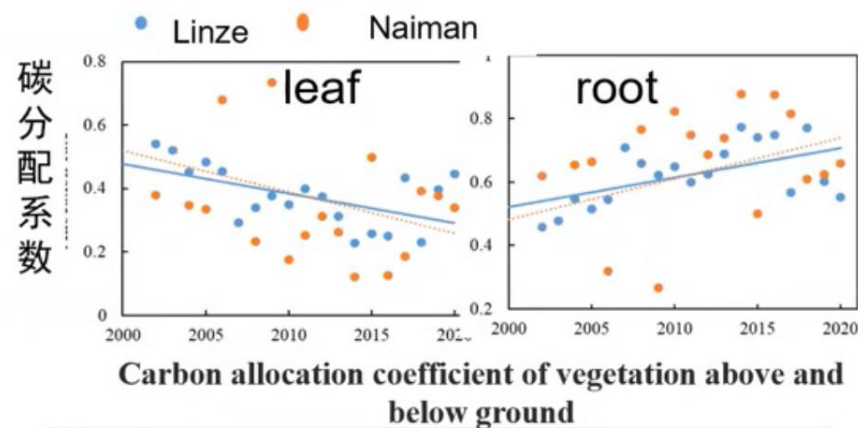 Linze
Naiman
碳分配系数
leaf
0.8
0.6
0.4
0.2
0
2000
2005
2010
2015
root
1
0.8
0.6
0.4
0.2
2000
2005
2010
2015
2020
Carbon allocation coefficient of vegetation above and
below ground